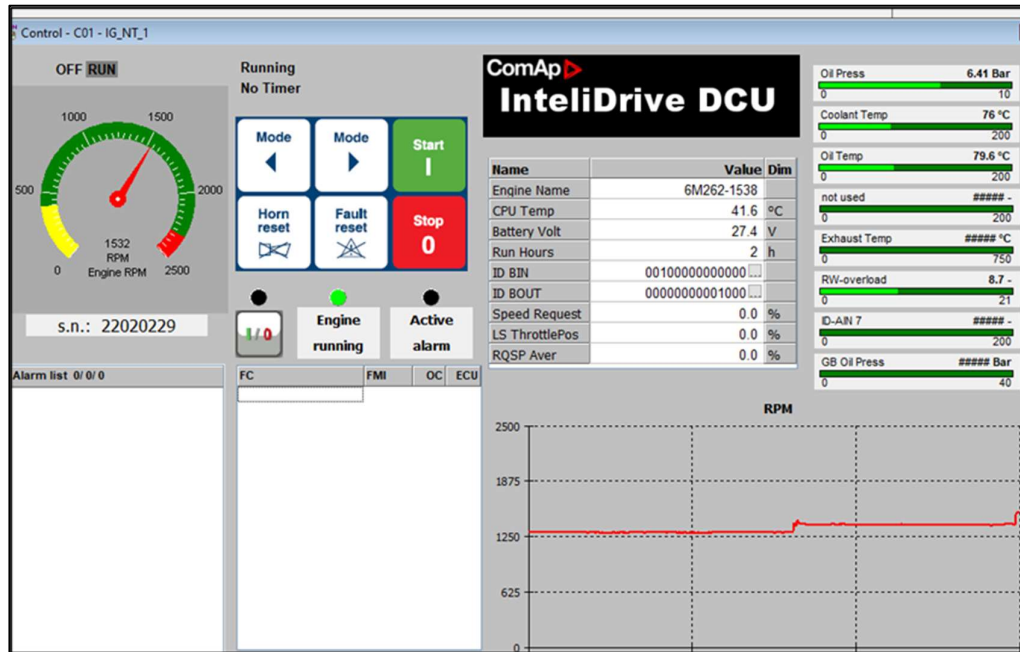 Control - C01 - IG_NT_1
OFF RUN
1000 1500
500 2000
0 2500
1532
RPM
Engine RPM
s.n.: 22020229
Running
No Timer
Mode Mode Start
I
Horn reset Fault reset Stop
0
I/0 Engine running Active alarm
ComAp
InteliDrive DCU
Name Value Dim
Engine Name 6M262-1538
CPU Temp 41.6 ºC
Battery Volt 27.4 V
Run Hours 2 h
ID BIN 00100000000000 ...
ID BOUT 00000000001000 ...
Speed Request 0.0 %
LS ThrottlePos 0.0 %
RQSP Aver 0.0 %
Oil Press 6.41 Bar
0 10
Coolant Temp 76 °C
0 200
Oil Temp 79.6 °C
0 200
not used ##### -
0 200
Exhaust Temp ##### °C
0 750
RW-overload 8.7 -
0 21
ID-AIN 7 ##### -
0 200
GB Oil Press ##### Bar
0 40
Alarm list 0/ 0/ 0
FC FMI OC ECU
RPM
2500
1875
1250
625
0